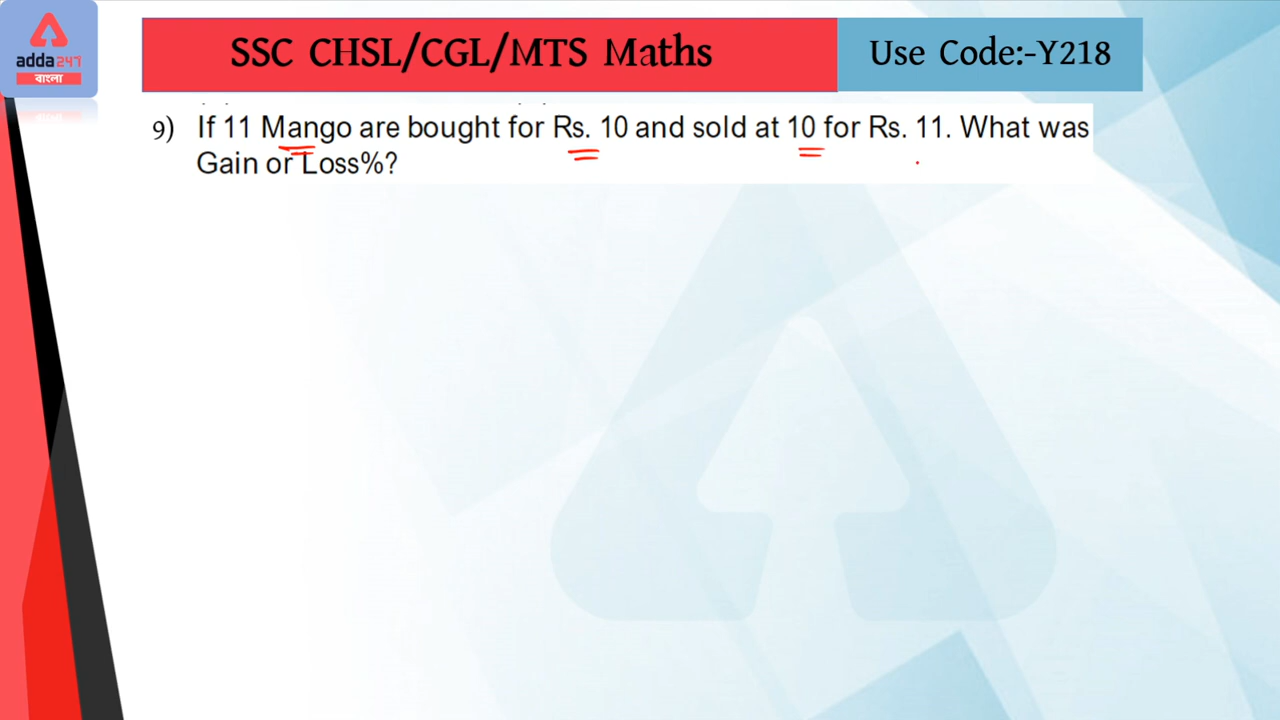 adda247
বাংলা
SSC CHSL/CGL/MTS Maths
Use Code:-Y218
9) If 11 Mango are bought for Rs. 10 and sold at 10 for Rs. 11. What was
Gain or Loss%?